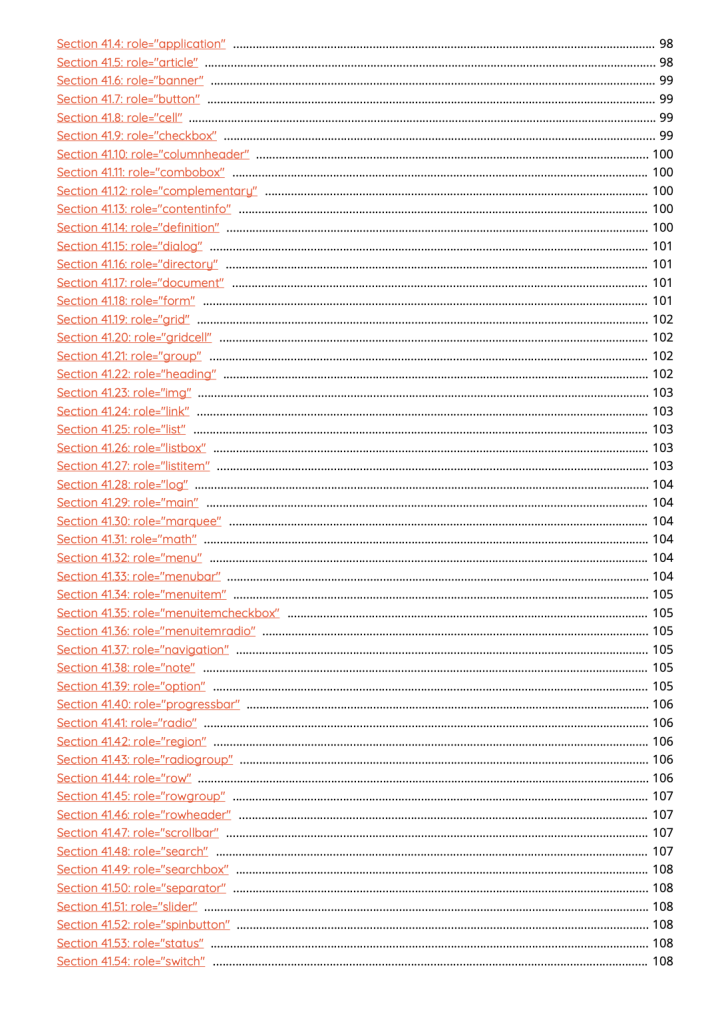 Section 41.4: role="application" ........ 98
Section 41.5: role="article" ........ 98
Section 41.6: role="banner" ........ 99
Section 41.7: role="button" ........ 99
Section 41.8: role="cell" ........ 99
Section 41.9: role="checkbox" ........ 99
Section 41.10: role="columnheader" ........ 100
Section 41.11: role="combobox" ........ 100
Section 41.12: role="complementary" ........ 100
Section 41.13: role="contentinfo" ........ 100
Section 41.14: role="definition" ........ 100
Section 41.15: role="dialog" ........ 101
Section 41.16: role="directory" ........ 101
Section 41.17: role="document" ........ 101
Section 41.18: role="form" ........ 101
Section 41.19: role="grid" ........ 102
Section 41.20: role="gridcell" ........ 102
Section 41.21: role="group" ........ 102
Section 41.22: role="heading" ........ 102
Section 41.23: role="img" ........ 103
Section 41.24: role="link" ........ 103
Section 41.25: role="list" ........ 103
Section 41.26: role="listbox" ........ 103
Section 41.27: role="listitem" ........ 103
Section 41.28: role="log" ........ 104
Section 41.29: role="main" ........ 104
Section 41.30: role="marquee" ........ 104
Section 41.31: role="math" ........ 104
Section 41.32: role="menu" ........ 104
Section 41.33: role="menubar" ........ 104
Section 41.34: role="menuitem" ........ 105
Section 41.35: role="menuitemcheckbox" ........ 105
Section 41.36: role="menuitemradio" ........ 105
Section 41.37: role="navigation" ........ 105
Section 41.38: role="note" ........ 105
Section 41.39: role="option" ........ 105
Section 41.40: role="progressbar" ........ 106
Section 41.41: role="radio" ........ 106
Section 41.42: role="region" ........ 106
Section 41.43: role="radiogroup" ........ 106
Section 41.44: role="row" ........ 106
Section 41.45: role="rowgroup" ........ 107
Section 41.46: role="rowheader" ........ 107
Section 41.47: role="scrollbar" ........ 107
Section 41.48: role="search" ........ 107
Section 41.49: role="searchbox" ........ 108
Section 41.50: role="separator" ........ 108
Section 41.51: role="slider" ........ 108
Section 41.52: role="spinbutton" ........ 108
Section 41.53: role="status" ........ 108
Section 41.54: role="switch" ........ 108